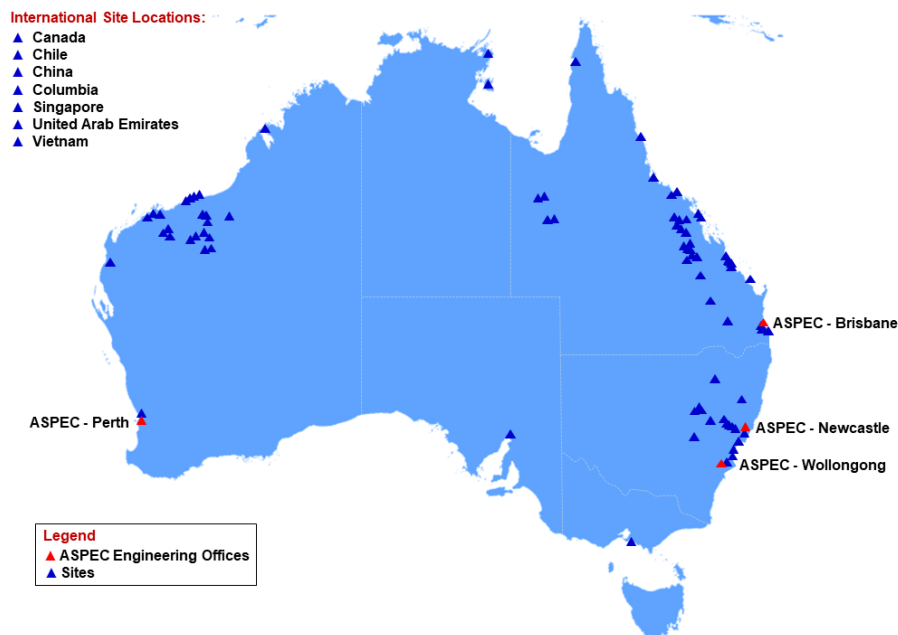 International Site Locations:
Canada
Chile
China
Columbia
Singapore
United Arab Emirates
Vietnam
ASPEC - Brisbane
ASPEC - Perth
ASPEC - Newcastle
ASPEC - Wollongong
Legend
ASPEC Engineering Offices
Sites